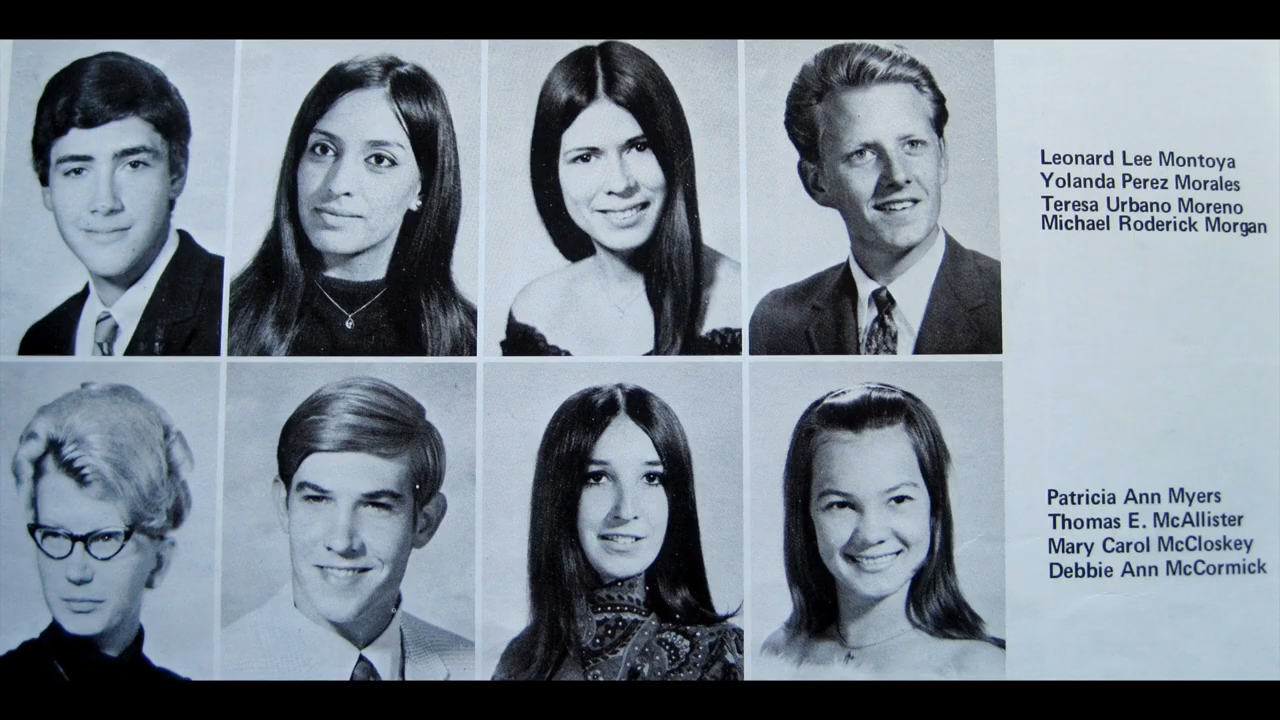 Leonard Lee Montoya
Yolanda Perez Morales
Teresa Urbano Moreno
Michael Roderick Morgan
Patricia Ann Myers
Thomas E. McAllister
Mary Carol McCloskey
Debbie Ann McCormick